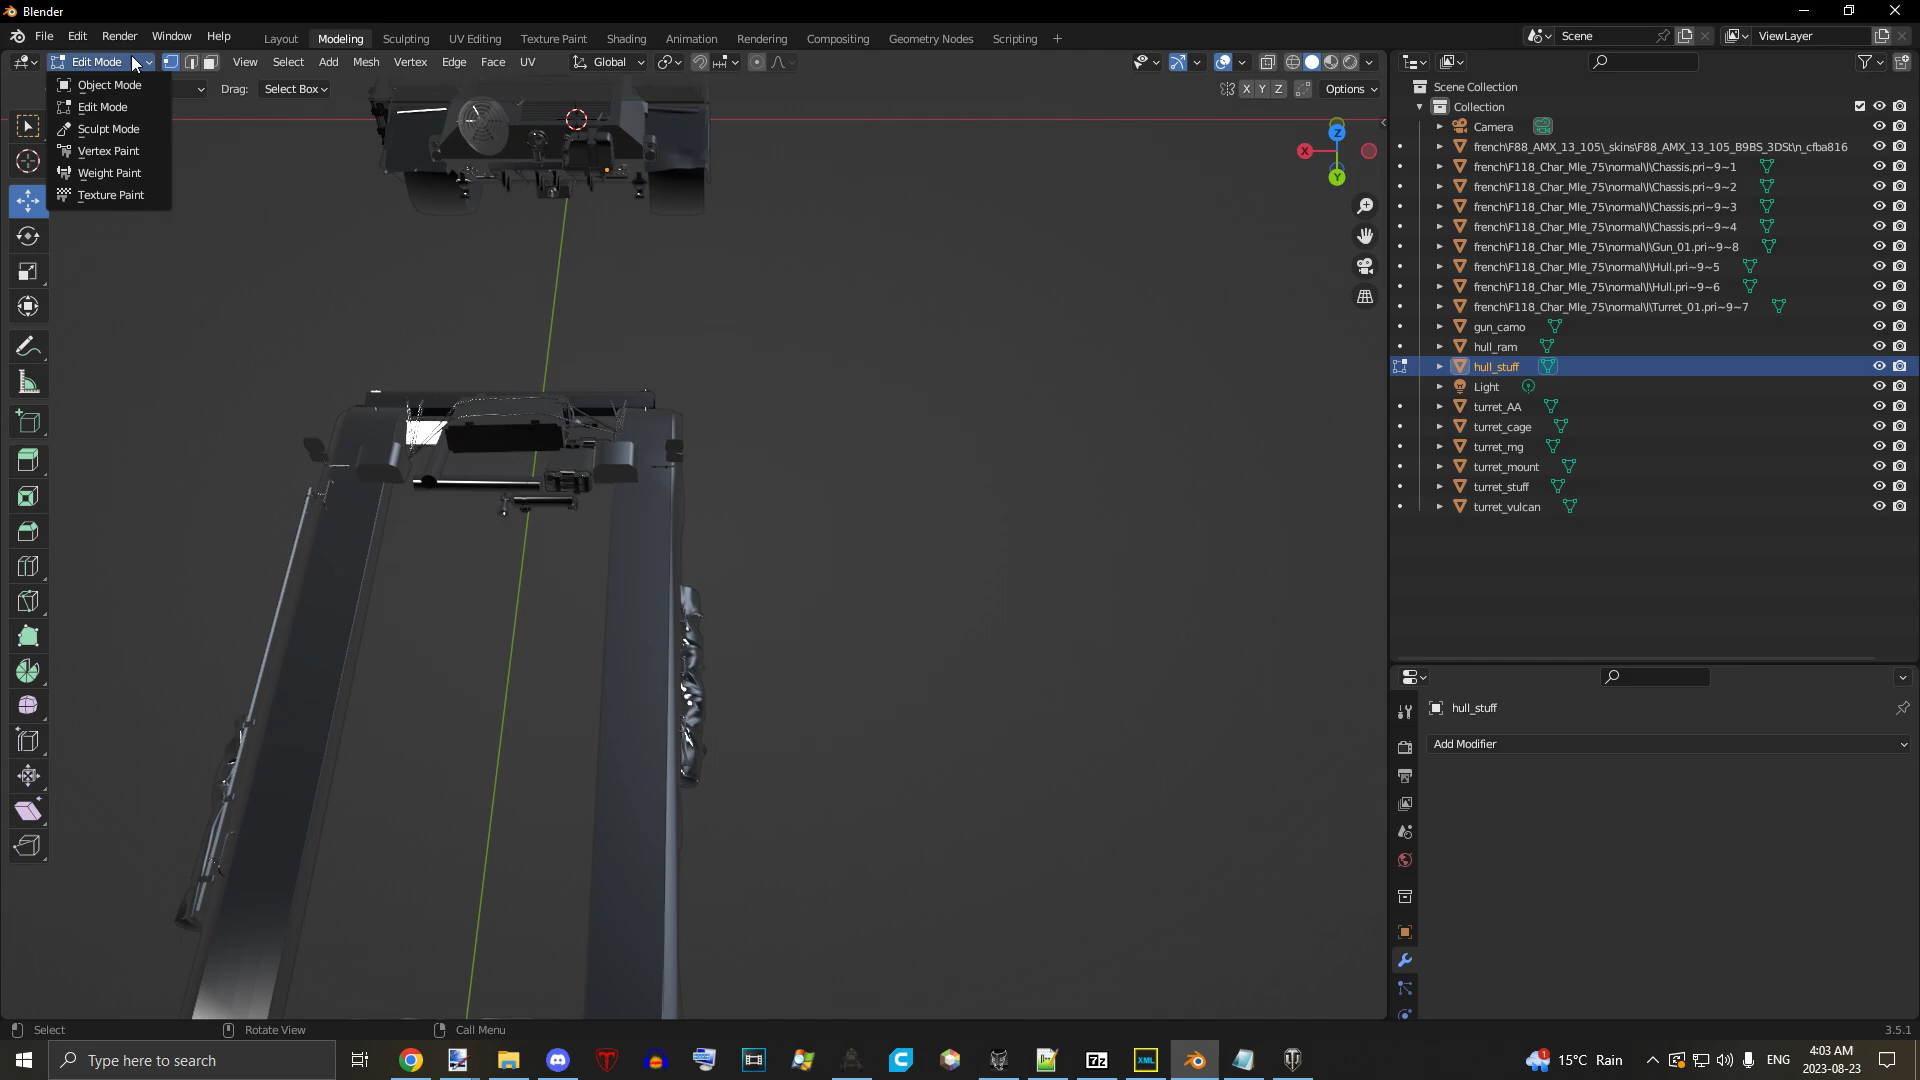 Blender
File Edit Render Window Help
Layout Modeling Sculpting UV Editing Texture Paint Shading Animation Rendering Compositing Geometry Nodes Scripting +
Scene
ViewLayer
Edit Mode
View Select Add Mesh Vertex Edge Face UV
Global
Object Mode
Edit Mode
Sculpt Mode
Vertex Paint
Weight Paint
Texture Paint
Drag: Select Box
X Y Z
Options
Z
X
Y
Scene Collection
Collection
Camera
french\F88_AMX_13_105\_skins\F88_AMX_13_105_B9BS_3DSt\n_cfba816
french\F118_Char_Mle_75\normal\l\Chassis.pri~9~1
french\F118_Char_Mle_75\normal\l\Chassis.pri~9~2
french\F118_Char_Mle_75\normal\l\Chassis.pri~9~3
french\F118_Char_Mle_75\normal\l\Chassis.pri~9~4
french\F118_Char_Mle_75\normal\l\Gun_01.pri~9~8
french\F118_Char_Mle_75\normal\l\Hull.pri~9~5
french\F118_Char_Mle_75\normal\l\Hull.pri~9~6
french\F118_Char_Mle_75\normal\l\Turret_01.pri~9~7
gun_camo
hull_ram
hull_stuff
Light
turret_AA
turret_cage
turret_mg
turret_mount
turret_stuff
turret_vulcan
hull_stuff
Add Modifier
Select
Rotate View
Call Menu
3.5.1
Type here to search
7z
XML
1
15°C Rain
ENG
4:03 AM
2023-08-23